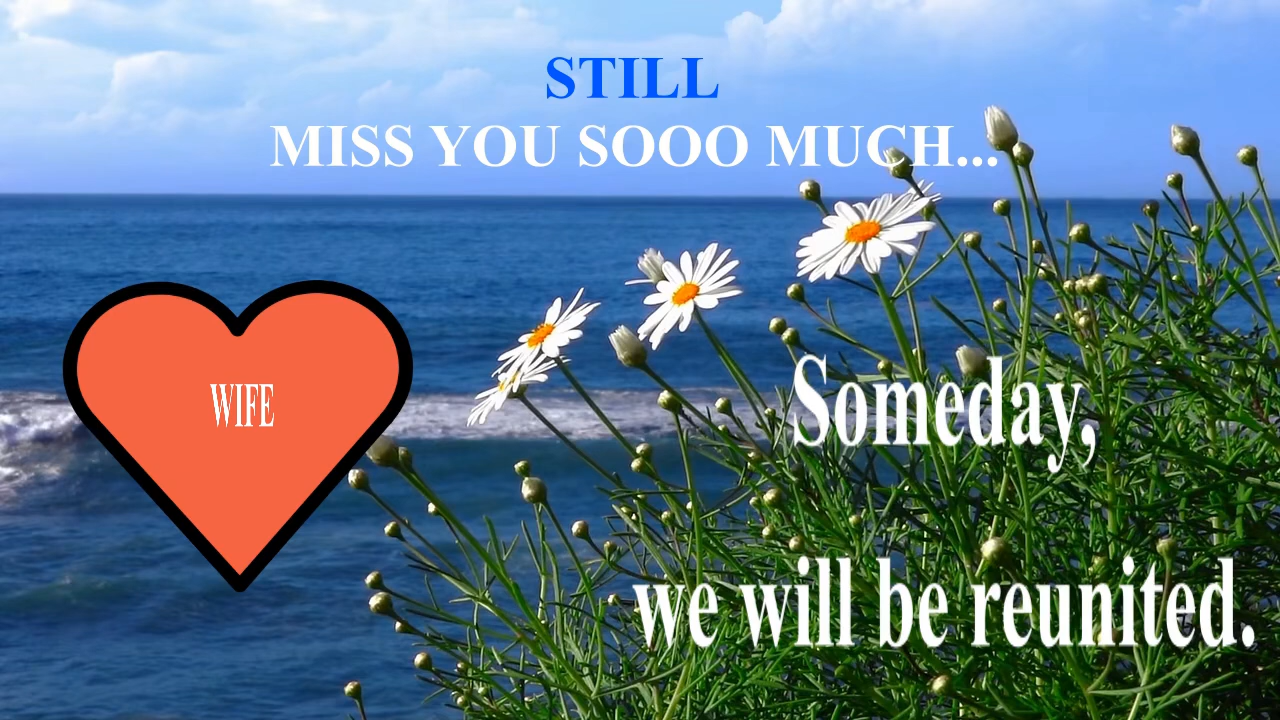 STILL
MISS YOU SOOO MUCH...
WIFE
Someday,
we will be reunited.